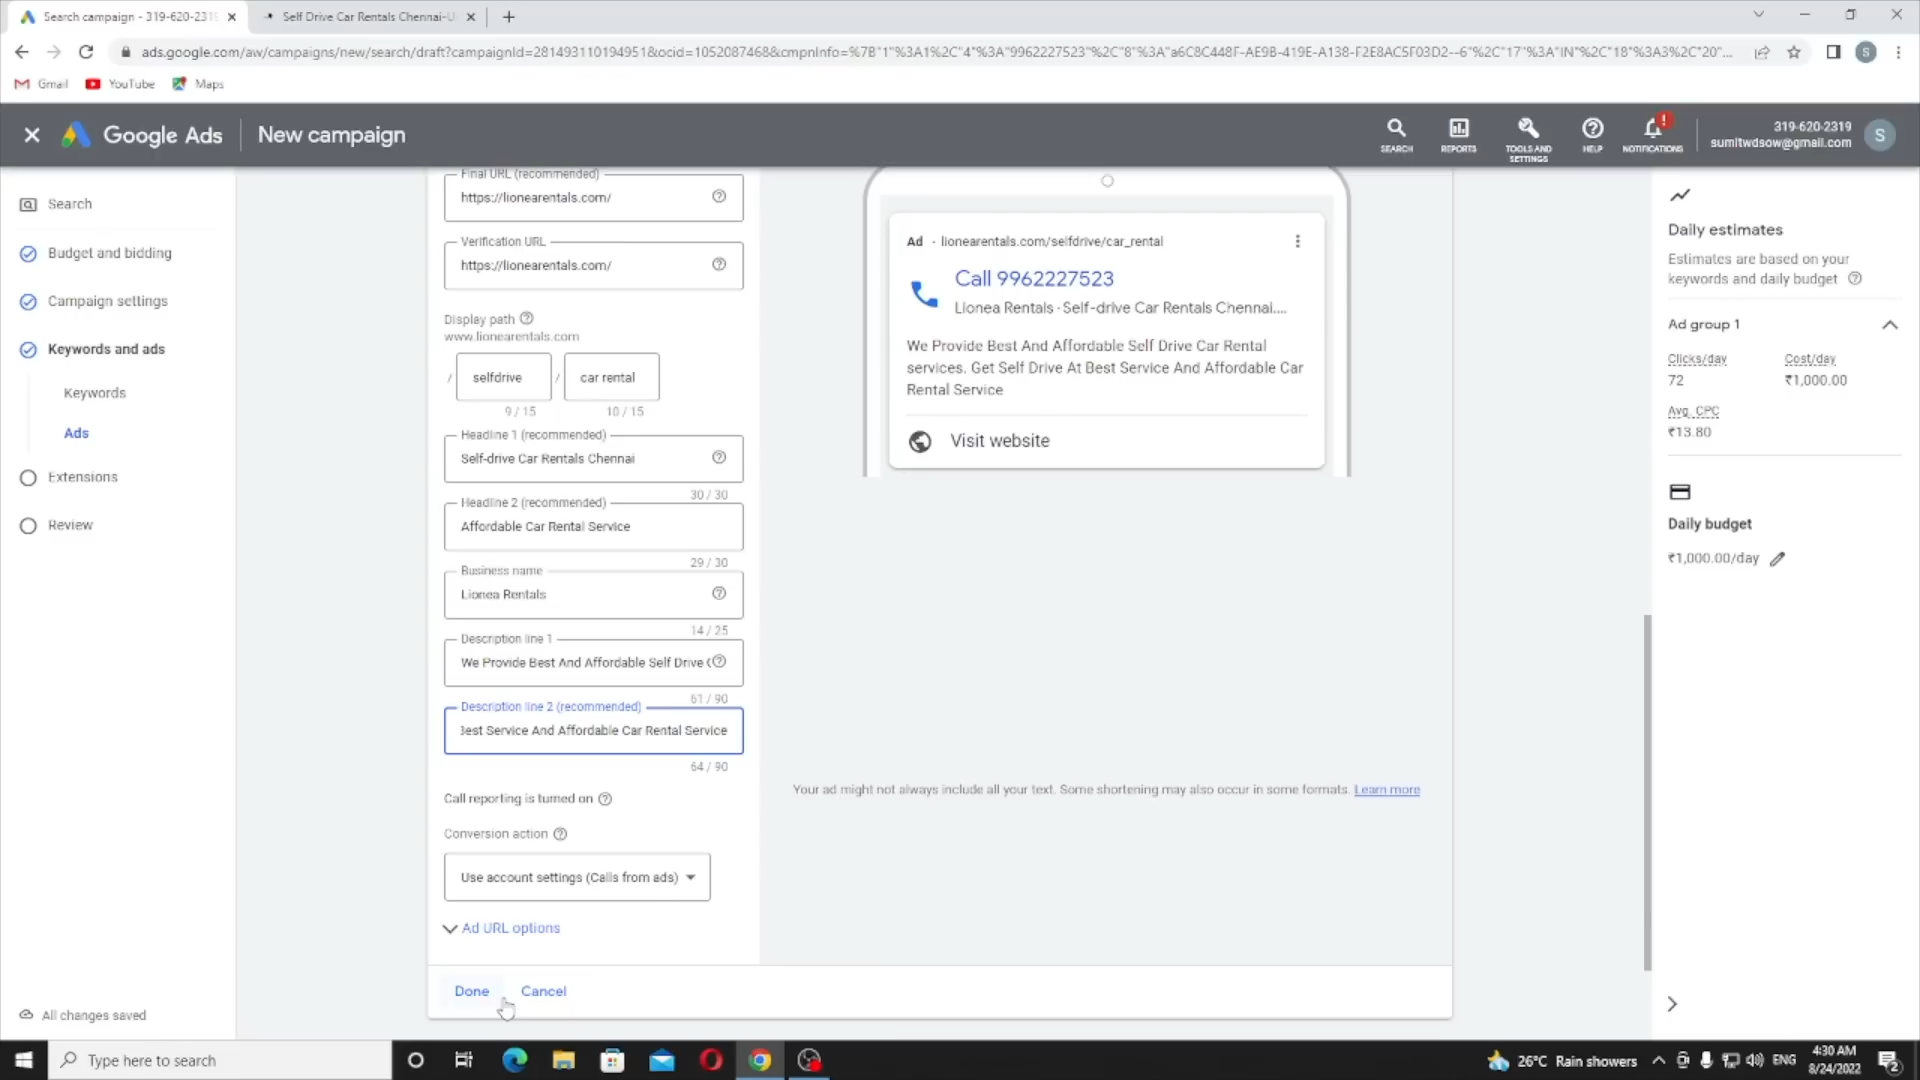 Search campaign - 319-620-231
Self Drive Car Rentals Chennai-U
ads.google.com/aw/campaigns/new/search/draft?campaignId=281493110194951&ocid=1052087468&cmpnInfo=%7B"1"%3A1%2C"4"%3A"9962227523"%2C"8"%3A"a6C8C448F-AE9B-419E-A138-F2E8AC5F03D2--6"%2C"17"%3A"IN"%2C"18"%3A3%2C"20"...
S
Gmail
YouTube
Maps
Google Ads
New campaign
SEARCH
REPORTS
TOOLS AND SETTINGS
HELP
NOTIFICATIONS
319-620-2319
sumitwdsow@gmail.com
S
Search
Budget and bidding
Campaign settings
Keywords and ads
Keywords
Ads
Extensions
Review
All changes saved
Final URL (recommended)
https://lionearentals.com/
Verification URL
https://lionearentals.com/
Display path
www.lionearentals.com
/ selfdrive / car rental
9 / 15
10 / 15
Headline 1 (recommended)
Self-drive Car Rentals Chennai
30 / 30
Headline 2 (recommended)
Affordable Car Rental Service
29 / 30
Business name
Lionea Rentals
14 / 25
Description line 1
We Provide Best And Affordable Self Drive C
61 / 90
Description line 2 (recommended)
Best Service And Affordable Car Rental Service
64 / 90
Call reporting is turned on
Conversion action
Use account settings (Calls from ads)
Ad URL options
Done
Cancel
Ad · lionearentals.com/selfdrive/car_rental
Call 9962227523
Lionea Rentals · Self-drive Car Rentals Chennai....
We Provide Best And Affordable Self Drive Car Rental
services. Get Self Drive At Best Service And Affordable Car
Rental Service
Visit website
Your ad might not always include all your text. Some shortening may also occur in some formats. Learn more
Daily estimates
Estimates are based on your
keywords and daily budget
Ad group 1
Clicks/day
Cost/day
72
₹1,000.00
Avg. CPC
₹13.80
Daily budget
₹1,000.00/day
Type here to search
26°C Rain showers
ENG
4:30 AM
8/24/2022
2